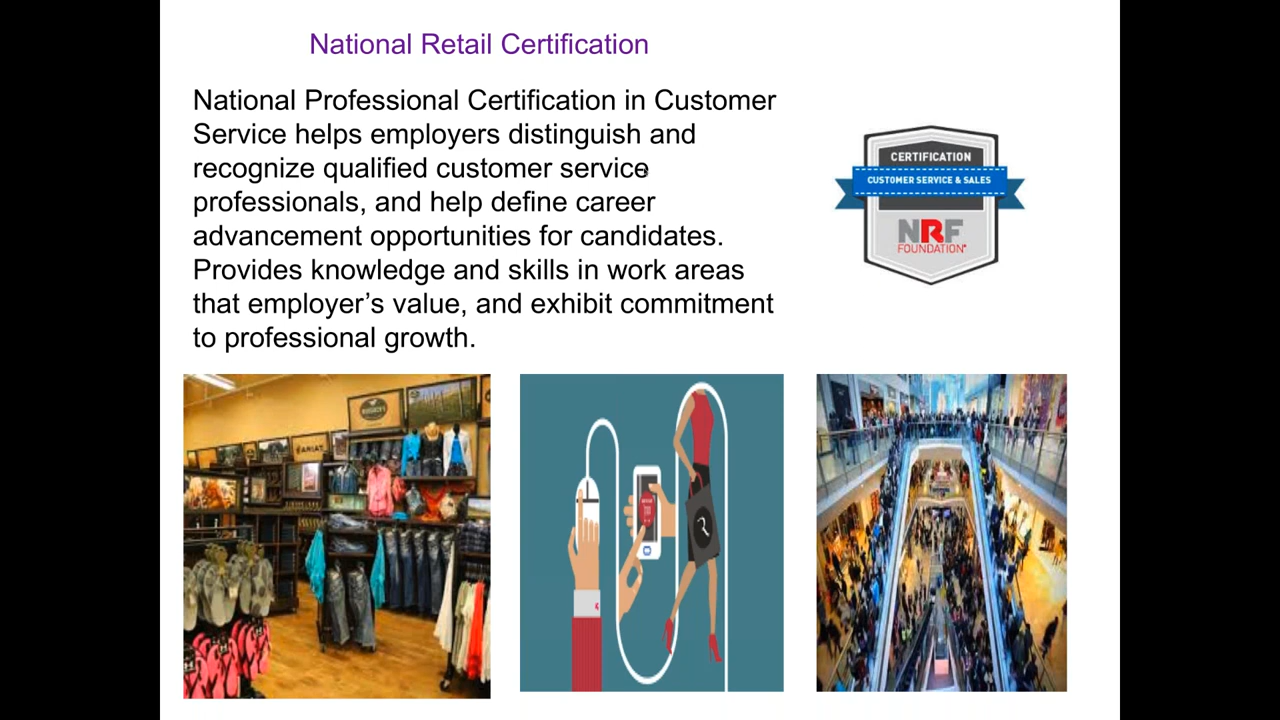 National Retail Certification
National Professional Certification in Customer
Service helps employers distinguish and
recognize qualified customer service
professionals, and help define career
advancement opportunities for candidates.
Provides knowledge and skills in work areas
that employer's value, and exhibit commitment
to professional growth.
CERTIFICATION
CUSTOMER SERVICE & SALES
NRF
FOUNDATION
ARIAT
R